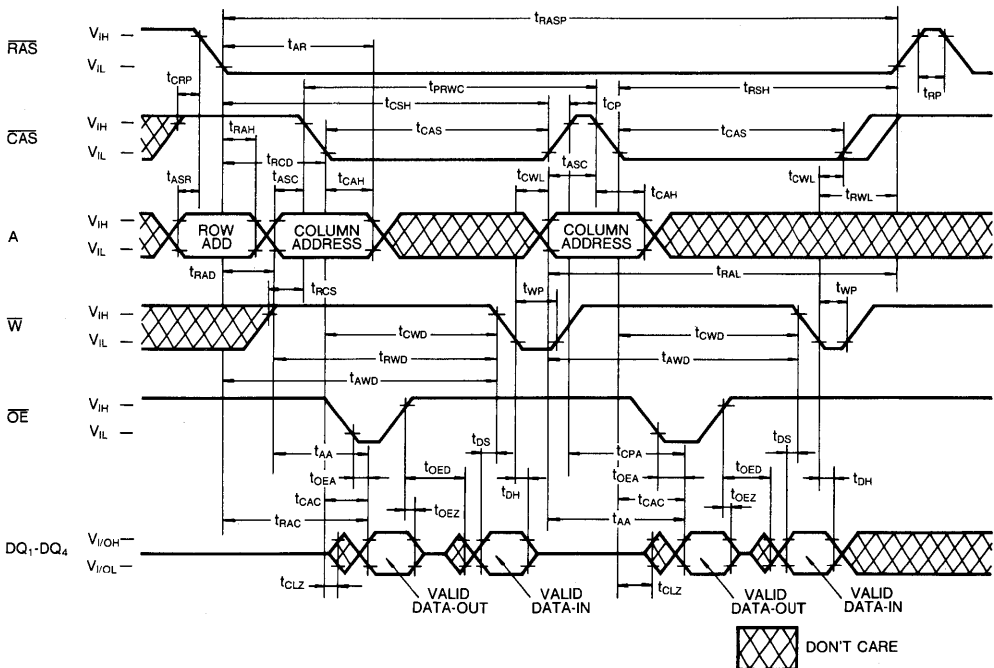 tRASP
RAS
VIH
VIL
tAR
tCRP
tPRWC
tRSH
tRP
tCSH
tCP
CAS
VIH
VIL
tRAH
tCAS
tCAS
tRCD
tASR
tASC
tCAH
tASC
tCWL
tCAH
tCWL
tRWL
A
VIH
VIL
ROW
ADD
COLUMN
ADDRESS
COLUMN
ADDRESS
tRAD
tRAL
tRCS
tWP
tWP
W
VIH
VIL
tCWD
tCWD
tRWD
tAWD
tAWD
OE
VIH
VIL
tAA
tDS
tCPA
tDS
tOEA
tOED
tOEA
tOED
tCAC
tDH
tCAC
tDH
tRAC
tOEZ
tAA
tOEZ
DQ1-DQ4
VI/OH
VI/OL
tCLZ
VALID
DATA-OUT
VALID
DATA-IN
tCLZ
VALID
DATA-OUT
VALID
DATA-IN
DON'T CARE